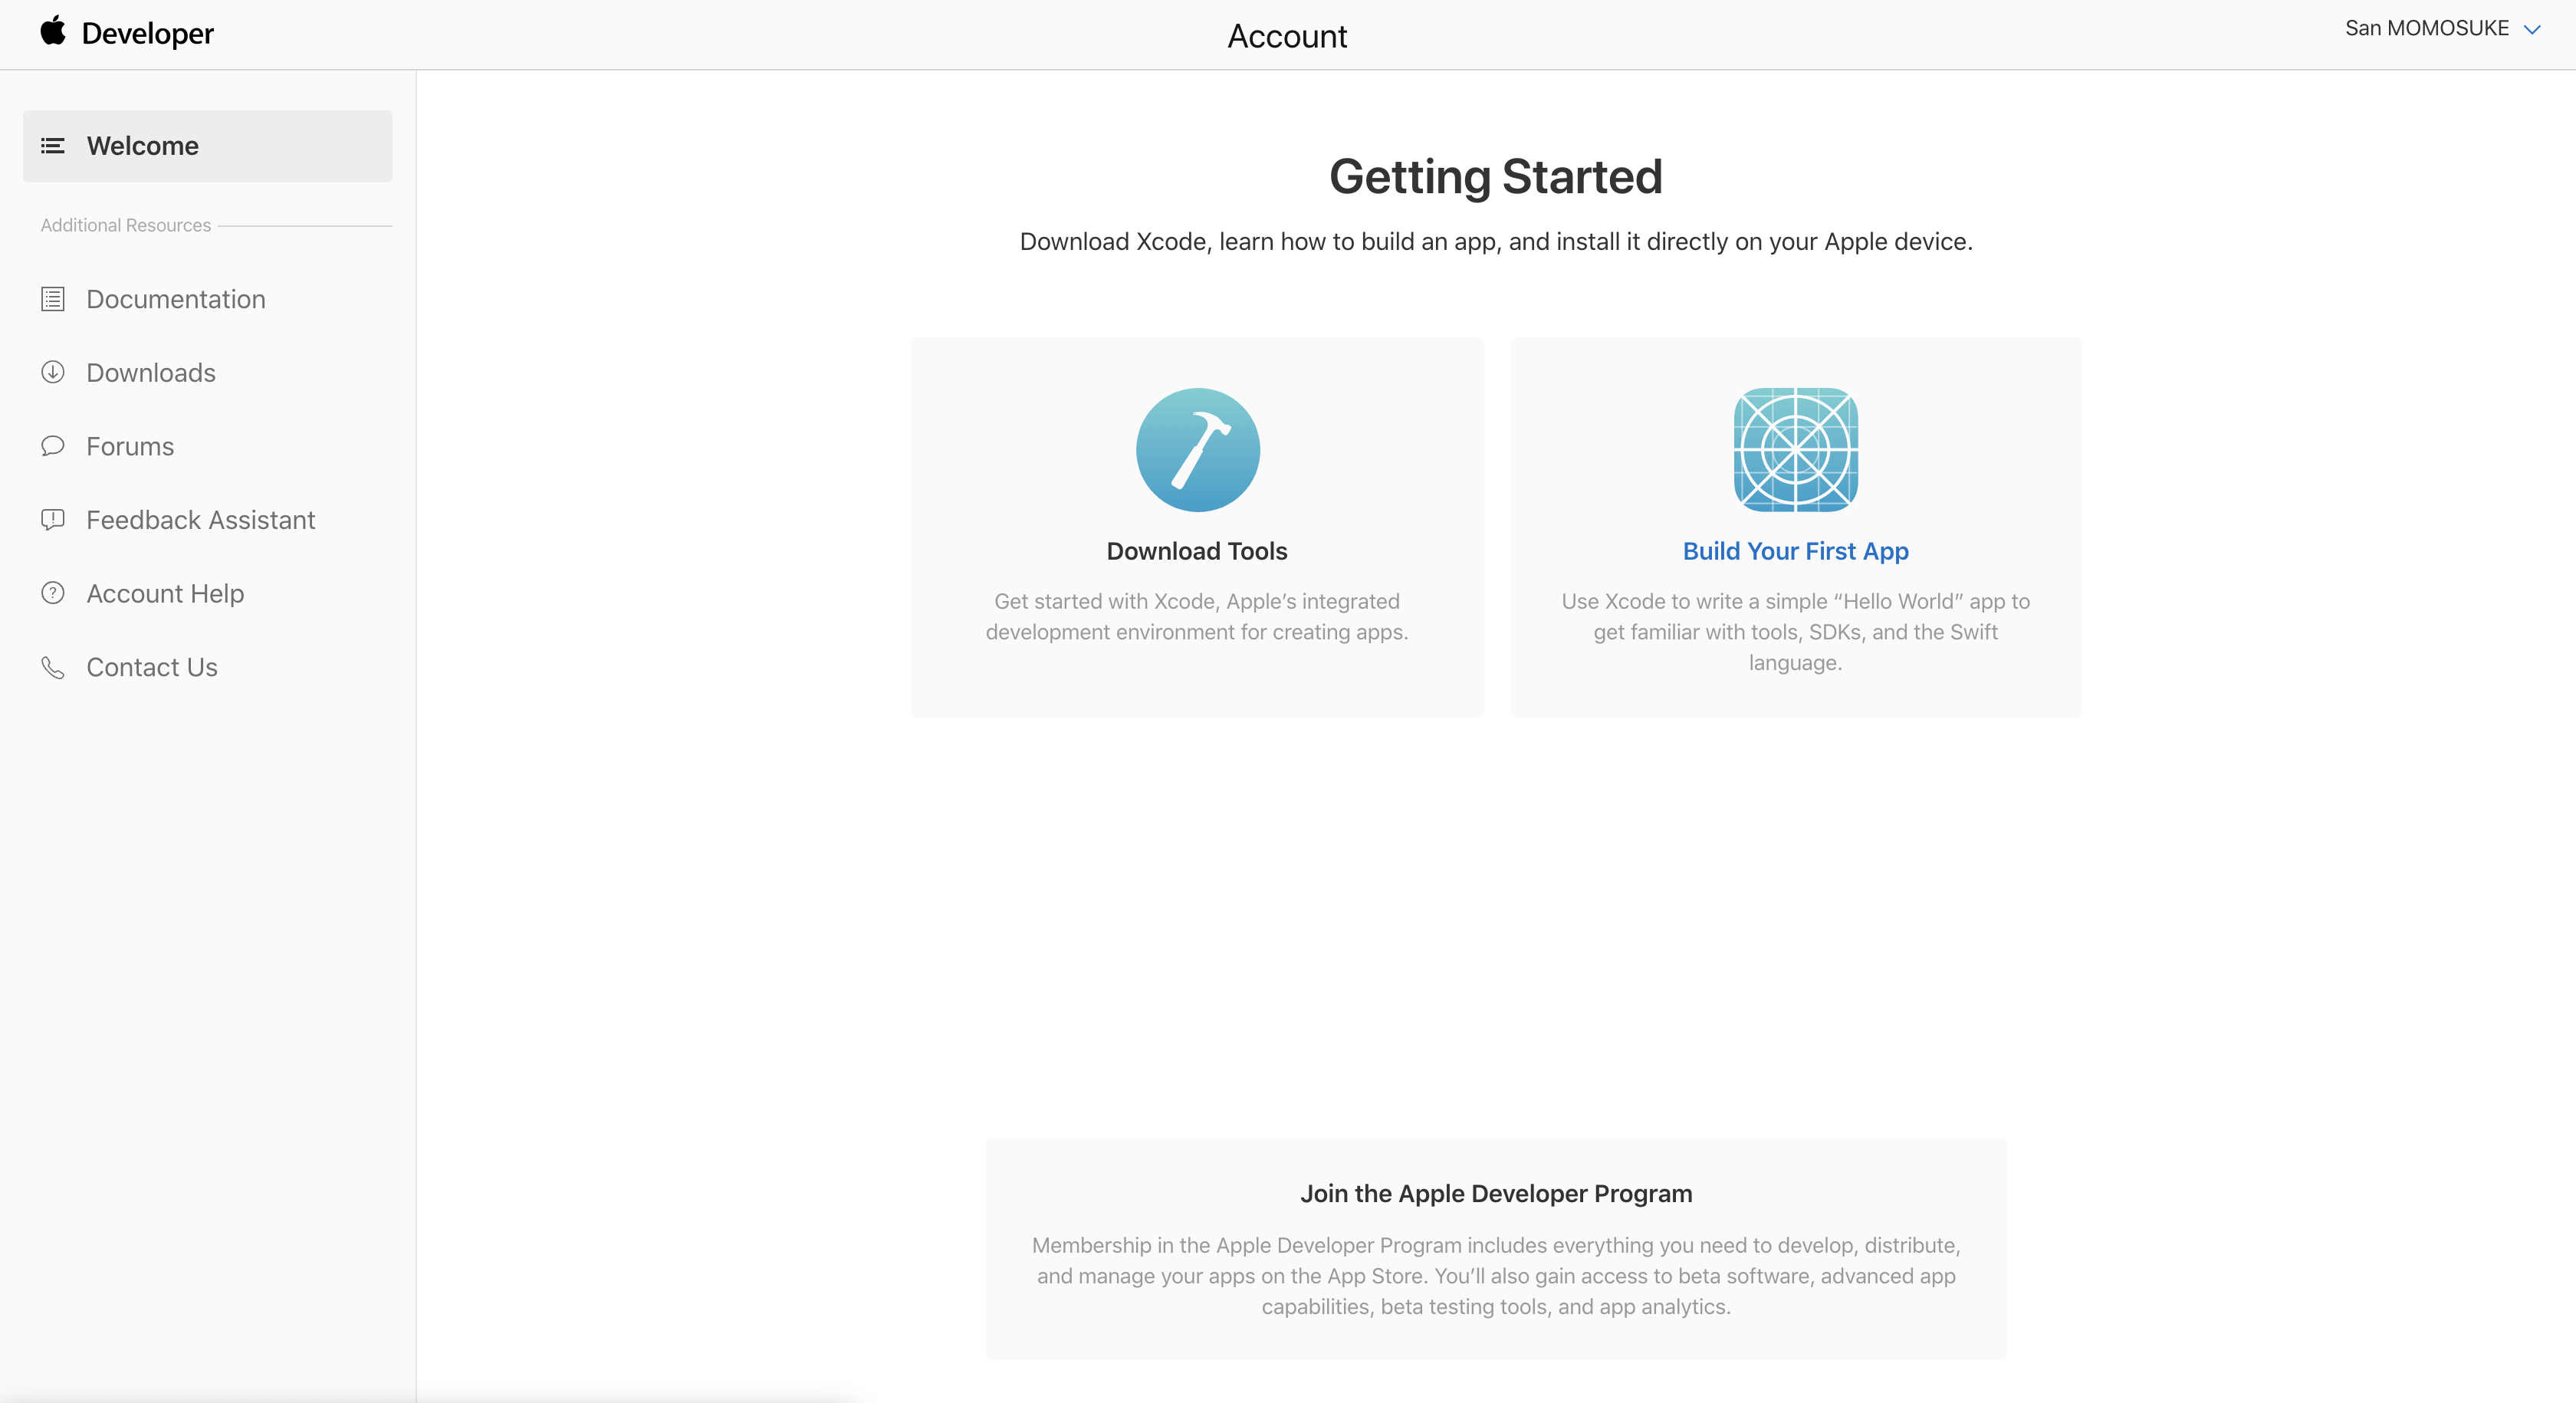 Developer
Account
San MOMOSUKE
Welcome
Additional Resources
Documentation
Downloads
Forums
Feedback Assistant
Account Help
Contact Us
Getting Started
Download Xcode, learn how to build an app, and install it directly on your Apple device.
Download Tools
Get started with Xcode, Apple’s integrated
development environment for creating apps.
Build Your First App
Use Xcode to write a simple “Hello World” app to
get familiar with tools, SDKs, and the Swift
language.
Join the Apple Developer Program
Membership in the Apple Developer Program includes everything you need to develop, distribute,
and manage your apps on the App Store. You’ll also gain access to beta software, advanced app
capabilities, beta testing tools, and app analytics.